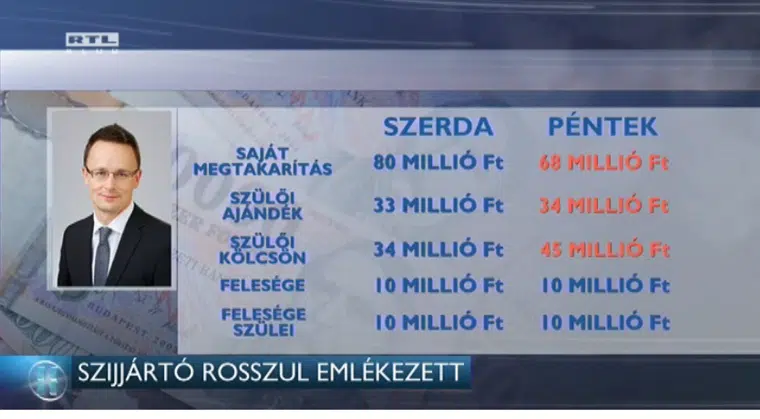 RTL
KLUB
SZERDA PÉNTEK
SAJÁT
MEGTAKARÍTÁS 80 MILLIÓ Ft 68 MILLIÓ Ft
SZÜLŐI
AJÁNDÉK 33 MILLIÓ Ft 34 MILLIÓ Ft
SZÜLŐI
KÖLCSÖN 34 MILLIÓ Ft 45 MILLIÓ Ft
FELESÉGE 10 MILLIÓ Ft 10 MILLIÓ Ft
FELESÉGE
SZÜLEI 10 MILLIÓ Ft 10 MILLIÓ Ft
SZIJJÁRTÓ ROSSZUL EMLÉKEZETT